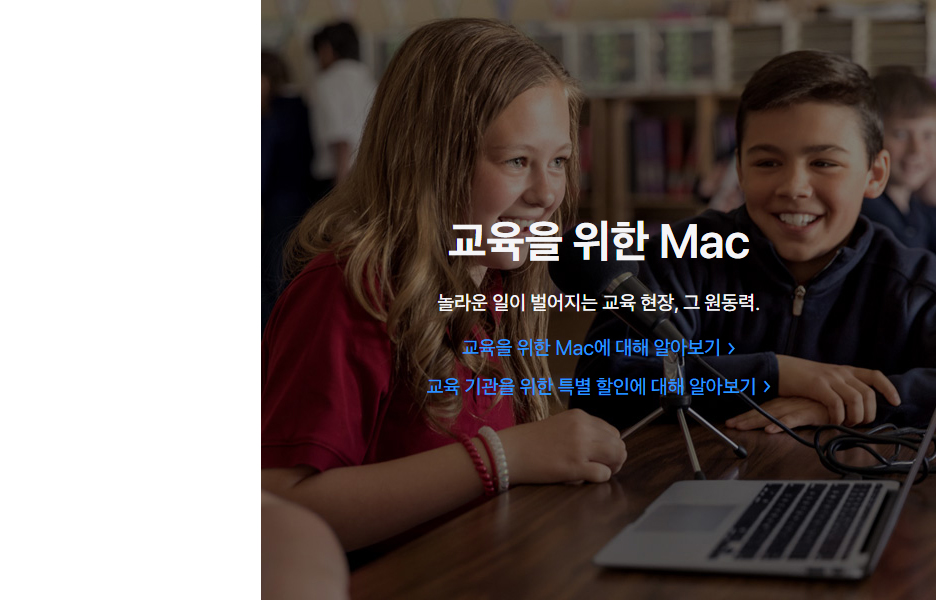 교육을 위한 Mac
놀라운 일이 벌어지는 교육 현장, 그 원동력.
교육을 위한 Mac에 대해 알아보기 >
교육 기관을 위한 특별 할인에 대해 알아보기 >